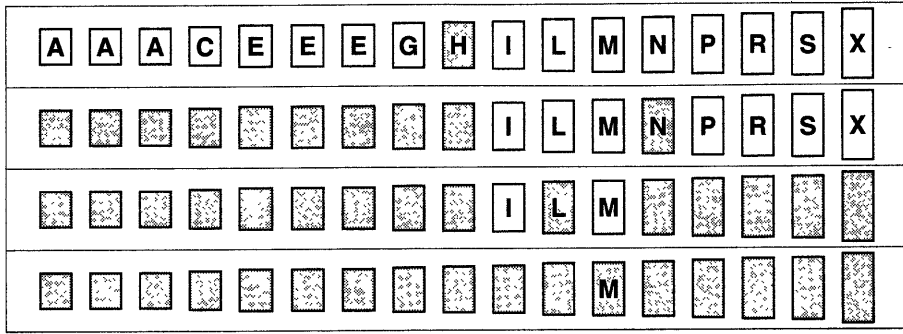 A A A C E E E G H I L M N P R S X
I L M N P R S X
I L M
M